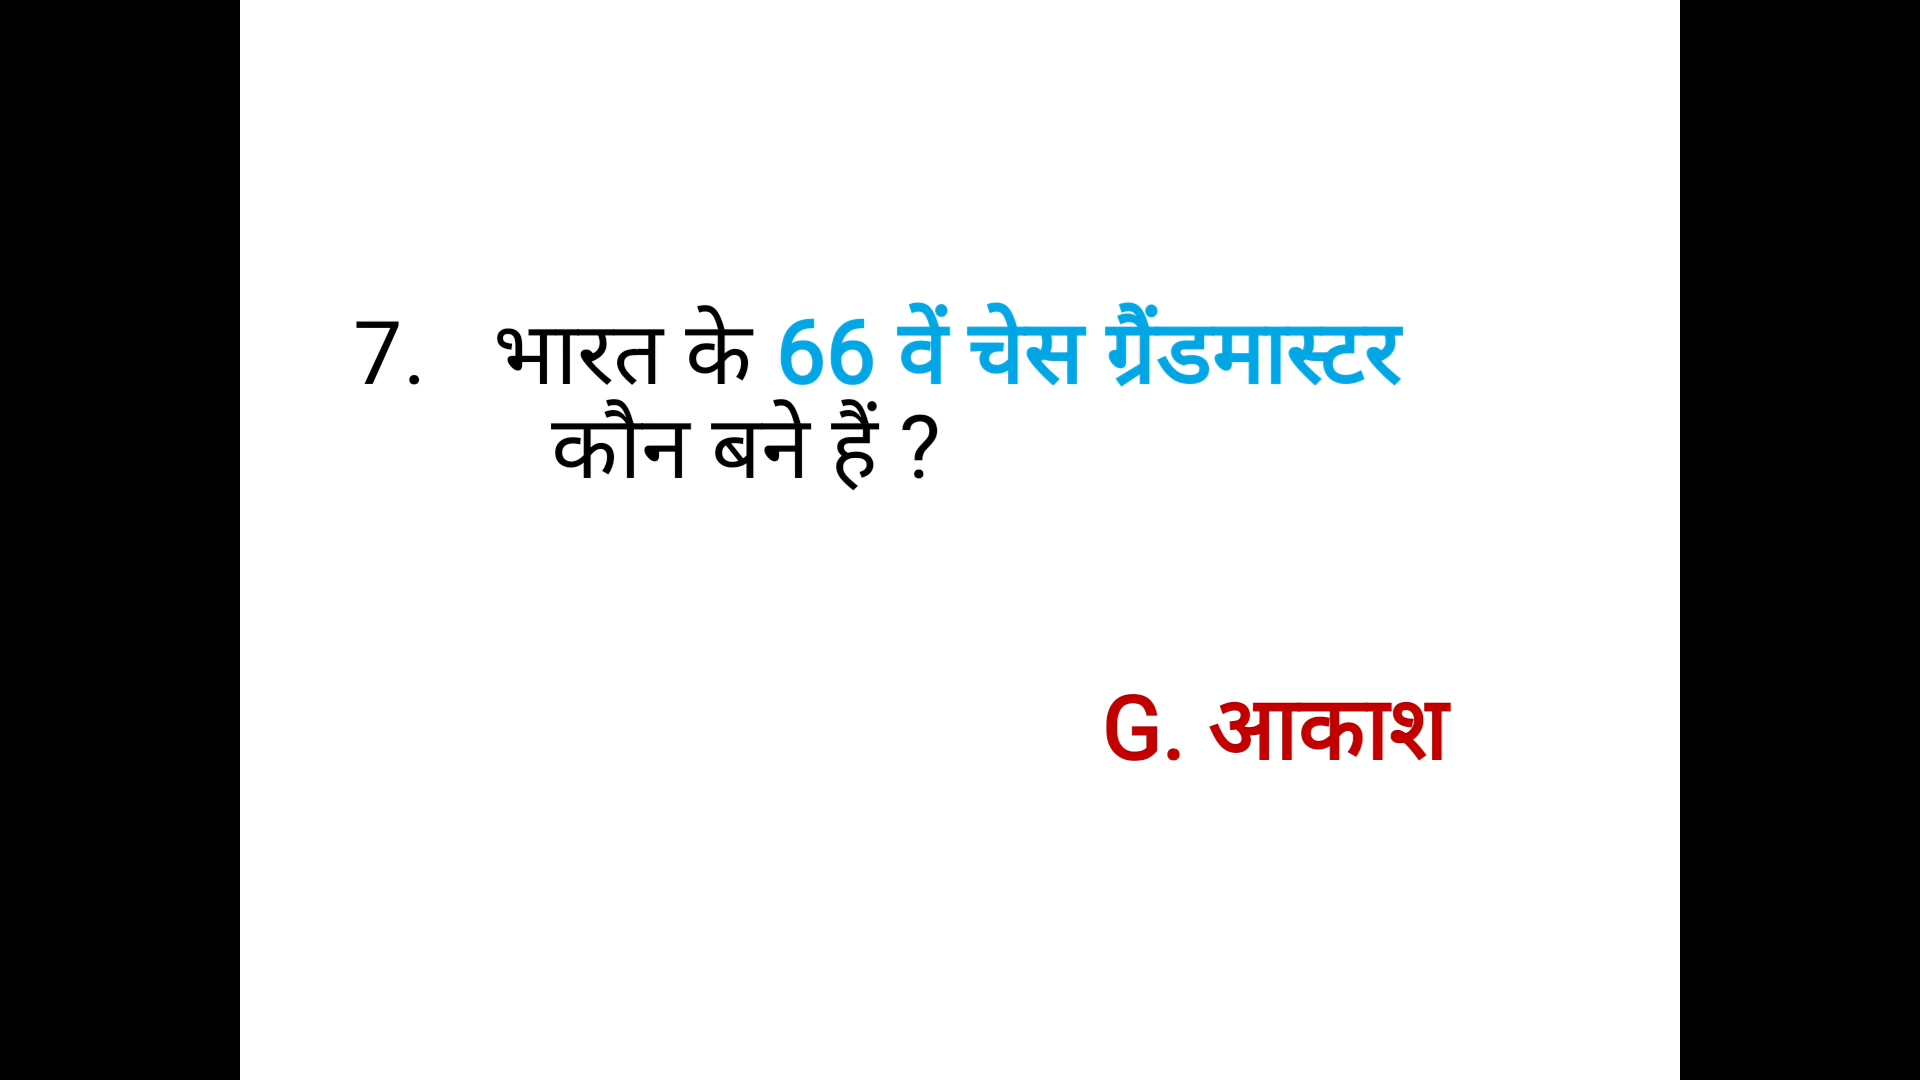 7. भारत के 66 वें चेस ग्रैंडमास्टर
कौन बने हैं ?
G. आकाश